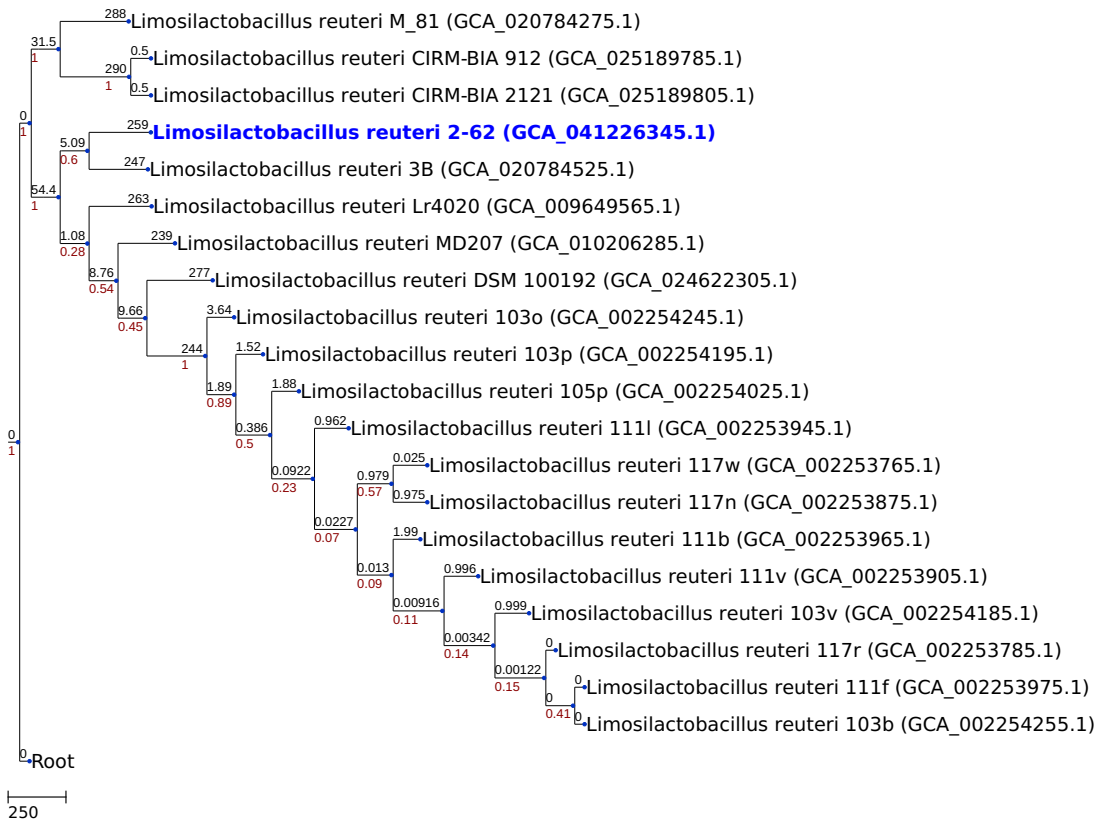 288 Limosilactobacillus reuteri M_81 (GCA_020784275.1)
31.5
1
0.5 Limosilactobacillus reuteri CIRM-BIA 912 (GCA_025189785.1)
290
1
0.5 Limosilactobacillus reuteri CIRM-BIA 2121 (GCA_025189805.1)
0
1
259 Limosilactobacillus reuteri 2-62 (GCA_041226345.1)
5.09
0.6
247 Limosilactobacillus reuteri 3B (GCA_020784525.1)
54.4
1
263 Limosilactobacillus reuteri Lr4020 (GCA_009649565.1)
1.08
0.28
239 Limosilactobacillus reuteri MD207 (GCA_010206285.1)
8.76
0.54
277 Limosilactobacillus reuteri DSM 100192 (GCA_024622305.1)
9.66
0.45
3.64 Limosilactobacillus reuteri 103o (GCA_002254245.1)
244
1
1.52 Limosilactobacillus reuteri 103p (GCA_002254195.1)
1.89
0.89
1.88 Limosilactobacillus reuteri 105p (GCA_002254025.1)
0.386
0.5
0
1
0.962 Limosilactobacillus reuteri 111l (GCA_002253945.1)
0.0922
0.23
0.025 Limosilactobacillus reuteri 117w (GCA_002253765.1)
0.979
0.57
0.975 Limosilactobacillus reuteri 117n (GCA_002253875.1)
0.0227
0.07
1.99 Limosilactobacillus reuteri 111b (GCA_002253965.1)
0.013
0.09
0.996 Limosilactobacillus reuteri 111v (GCA_002253905.1)
0.00916
0.11
0.999 Limosilactobacillus reuteri 103v (GCA_002254185.1)
0.00342
0.14
0 Limosilactobacillus reuteri 117r (GCA_002253785.1)
0.00122
0.15
0 Limosilactobacillus reuteri 111f (GCA_002253975.1)
0
0.41
0 Limosilactobacillus reuteri 103b (GCA_002254255.1)
0 Root
250